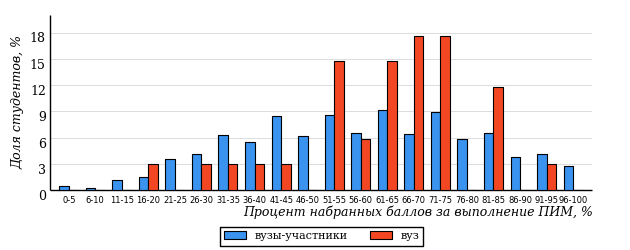 Доля студентов, %
18
15
12
9
6
3
0
0-5 6-10 11-15 16-20 21-25 26-30 31-35 36-40 41-45 46-50 51-55 56-60 61-65 66-70 71-75 76-80 81-85 86-90 91-95 96-100
Процент набранных баллов за выполнение ПИМ, %
вузы-участники вуз